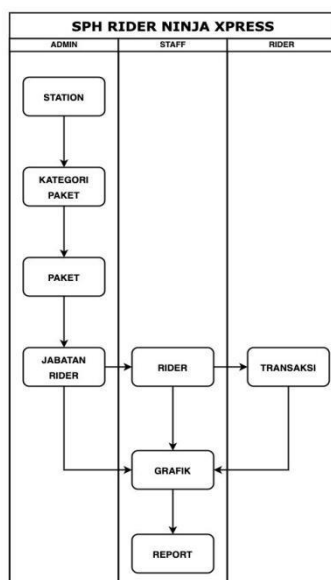 SPH RIDER NINJA XPRESS
ADMIN
STAFF
RIDER
STATION
KATEGORI
PAKET
PAKET
JABATAN
RIDER
RIDER
TRANSAKSI
GRAFIK
REPORT